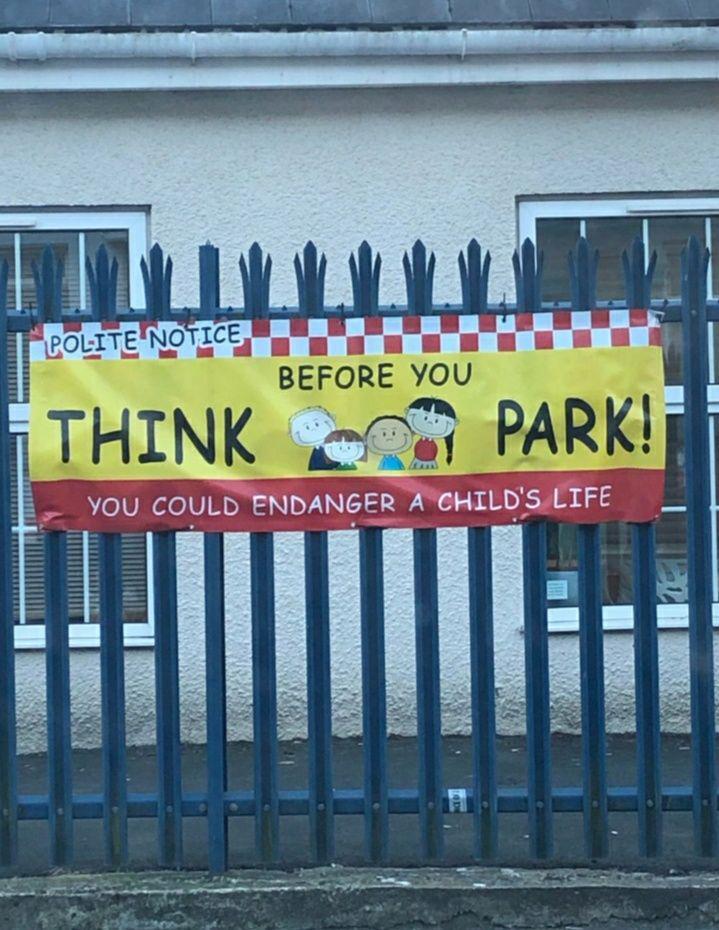 POLITE NOTICE
BEFORE YOU
THINK PARK!
YOU COULD ENDANGER A CHILD'S LIFE